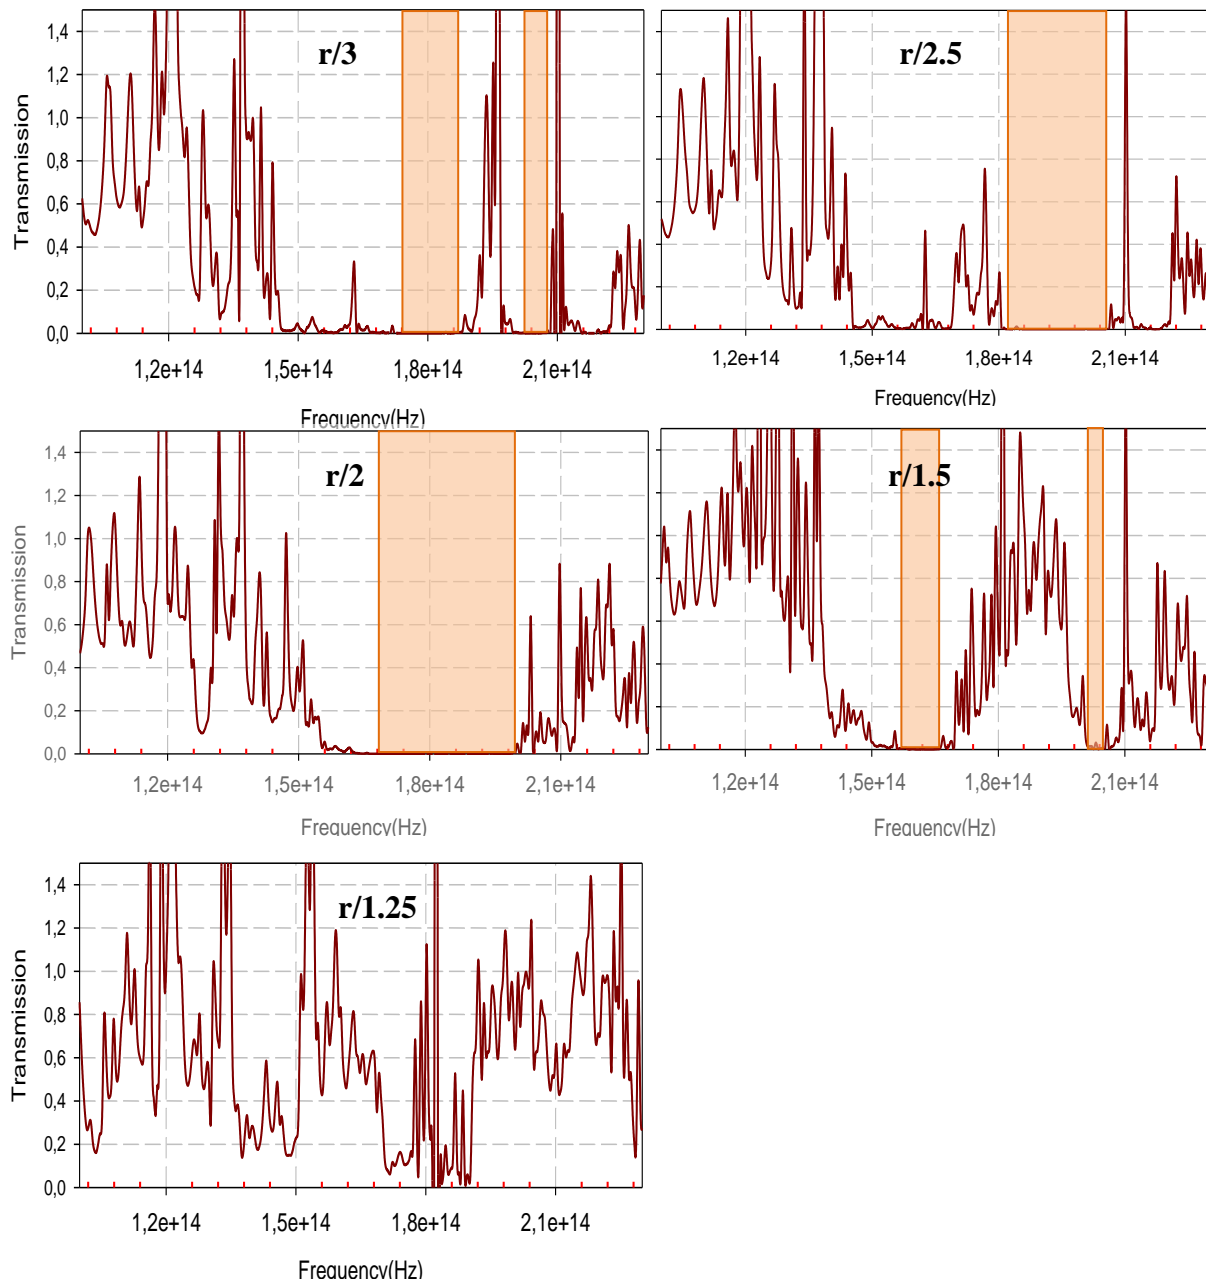 1,4
1,2
1,0
0,8
0,6
0,4
0,2
0,0
Transmission
r/3
1,2e+14 1,5e+14 1,8e+14 2,1e+14
Frequency(Hz)
r/2.5
1,2e+14 1,5e+14 1,8e+14 2,1e+14
Frequency(Hz)
1,4
1,2
1,0
0,8
0,6
0,4
0,2
0,0
Transmission
r/2
1,2e+14 1,5e+14 1,8e+14 2,1e+14
Frequency(Hz)
r/1.5
1,2e+14 1,5e+14 1,8e+14 2,1e+14
Frequency(Hz)
1,4
1,2
1,0
0,8
0,6
0,4
0,2
0,0
Transmission
r/1.25
1,2e+14 1,5e+14 1,8e+14 2,1e+14
Frequency(Hz)